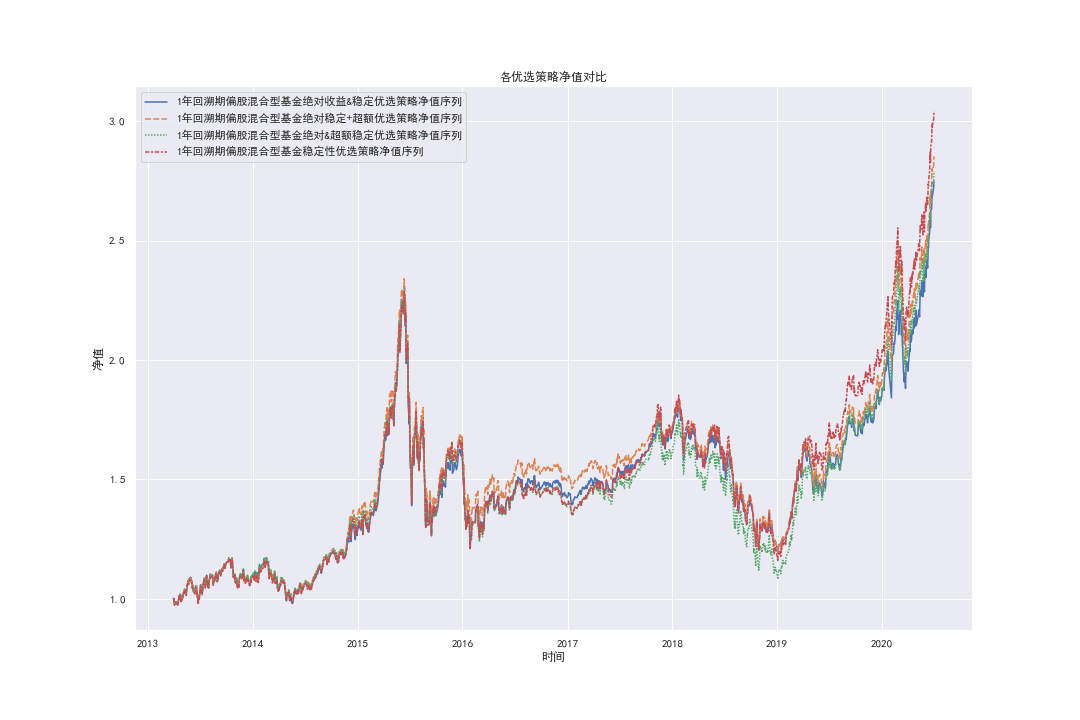 各优选策略净值对比
1年回溯期偏股混合型基金绝对收益&稳定优选策略净值序列
1年回溯期偏股混合型基金绝对稳定+超额优选策略净值序列
1年回溯期偏股混合型基金绝对&超额稳定优选策略净值序列
1年回溯期偏股混合型基金稳定性优选策略净值序列
净值
3.0
2.5
2.0
1.5
1.0
2013 2014 2015 2016 2017 2018 2019 2020
时间